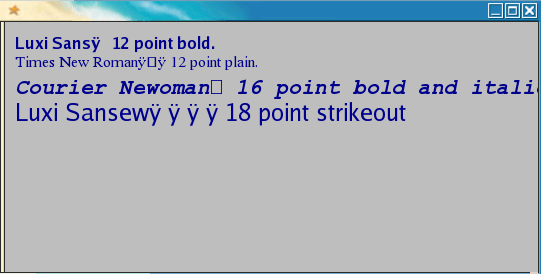 Luxi Sansÿ 12 point bold.
Times New Romanÿ□ÿ 12 point plain.
Courier Newoman□ 16 point bold and italic
Luxi Sansewÿ ÿ ÿ ÿ 18 point strikeout